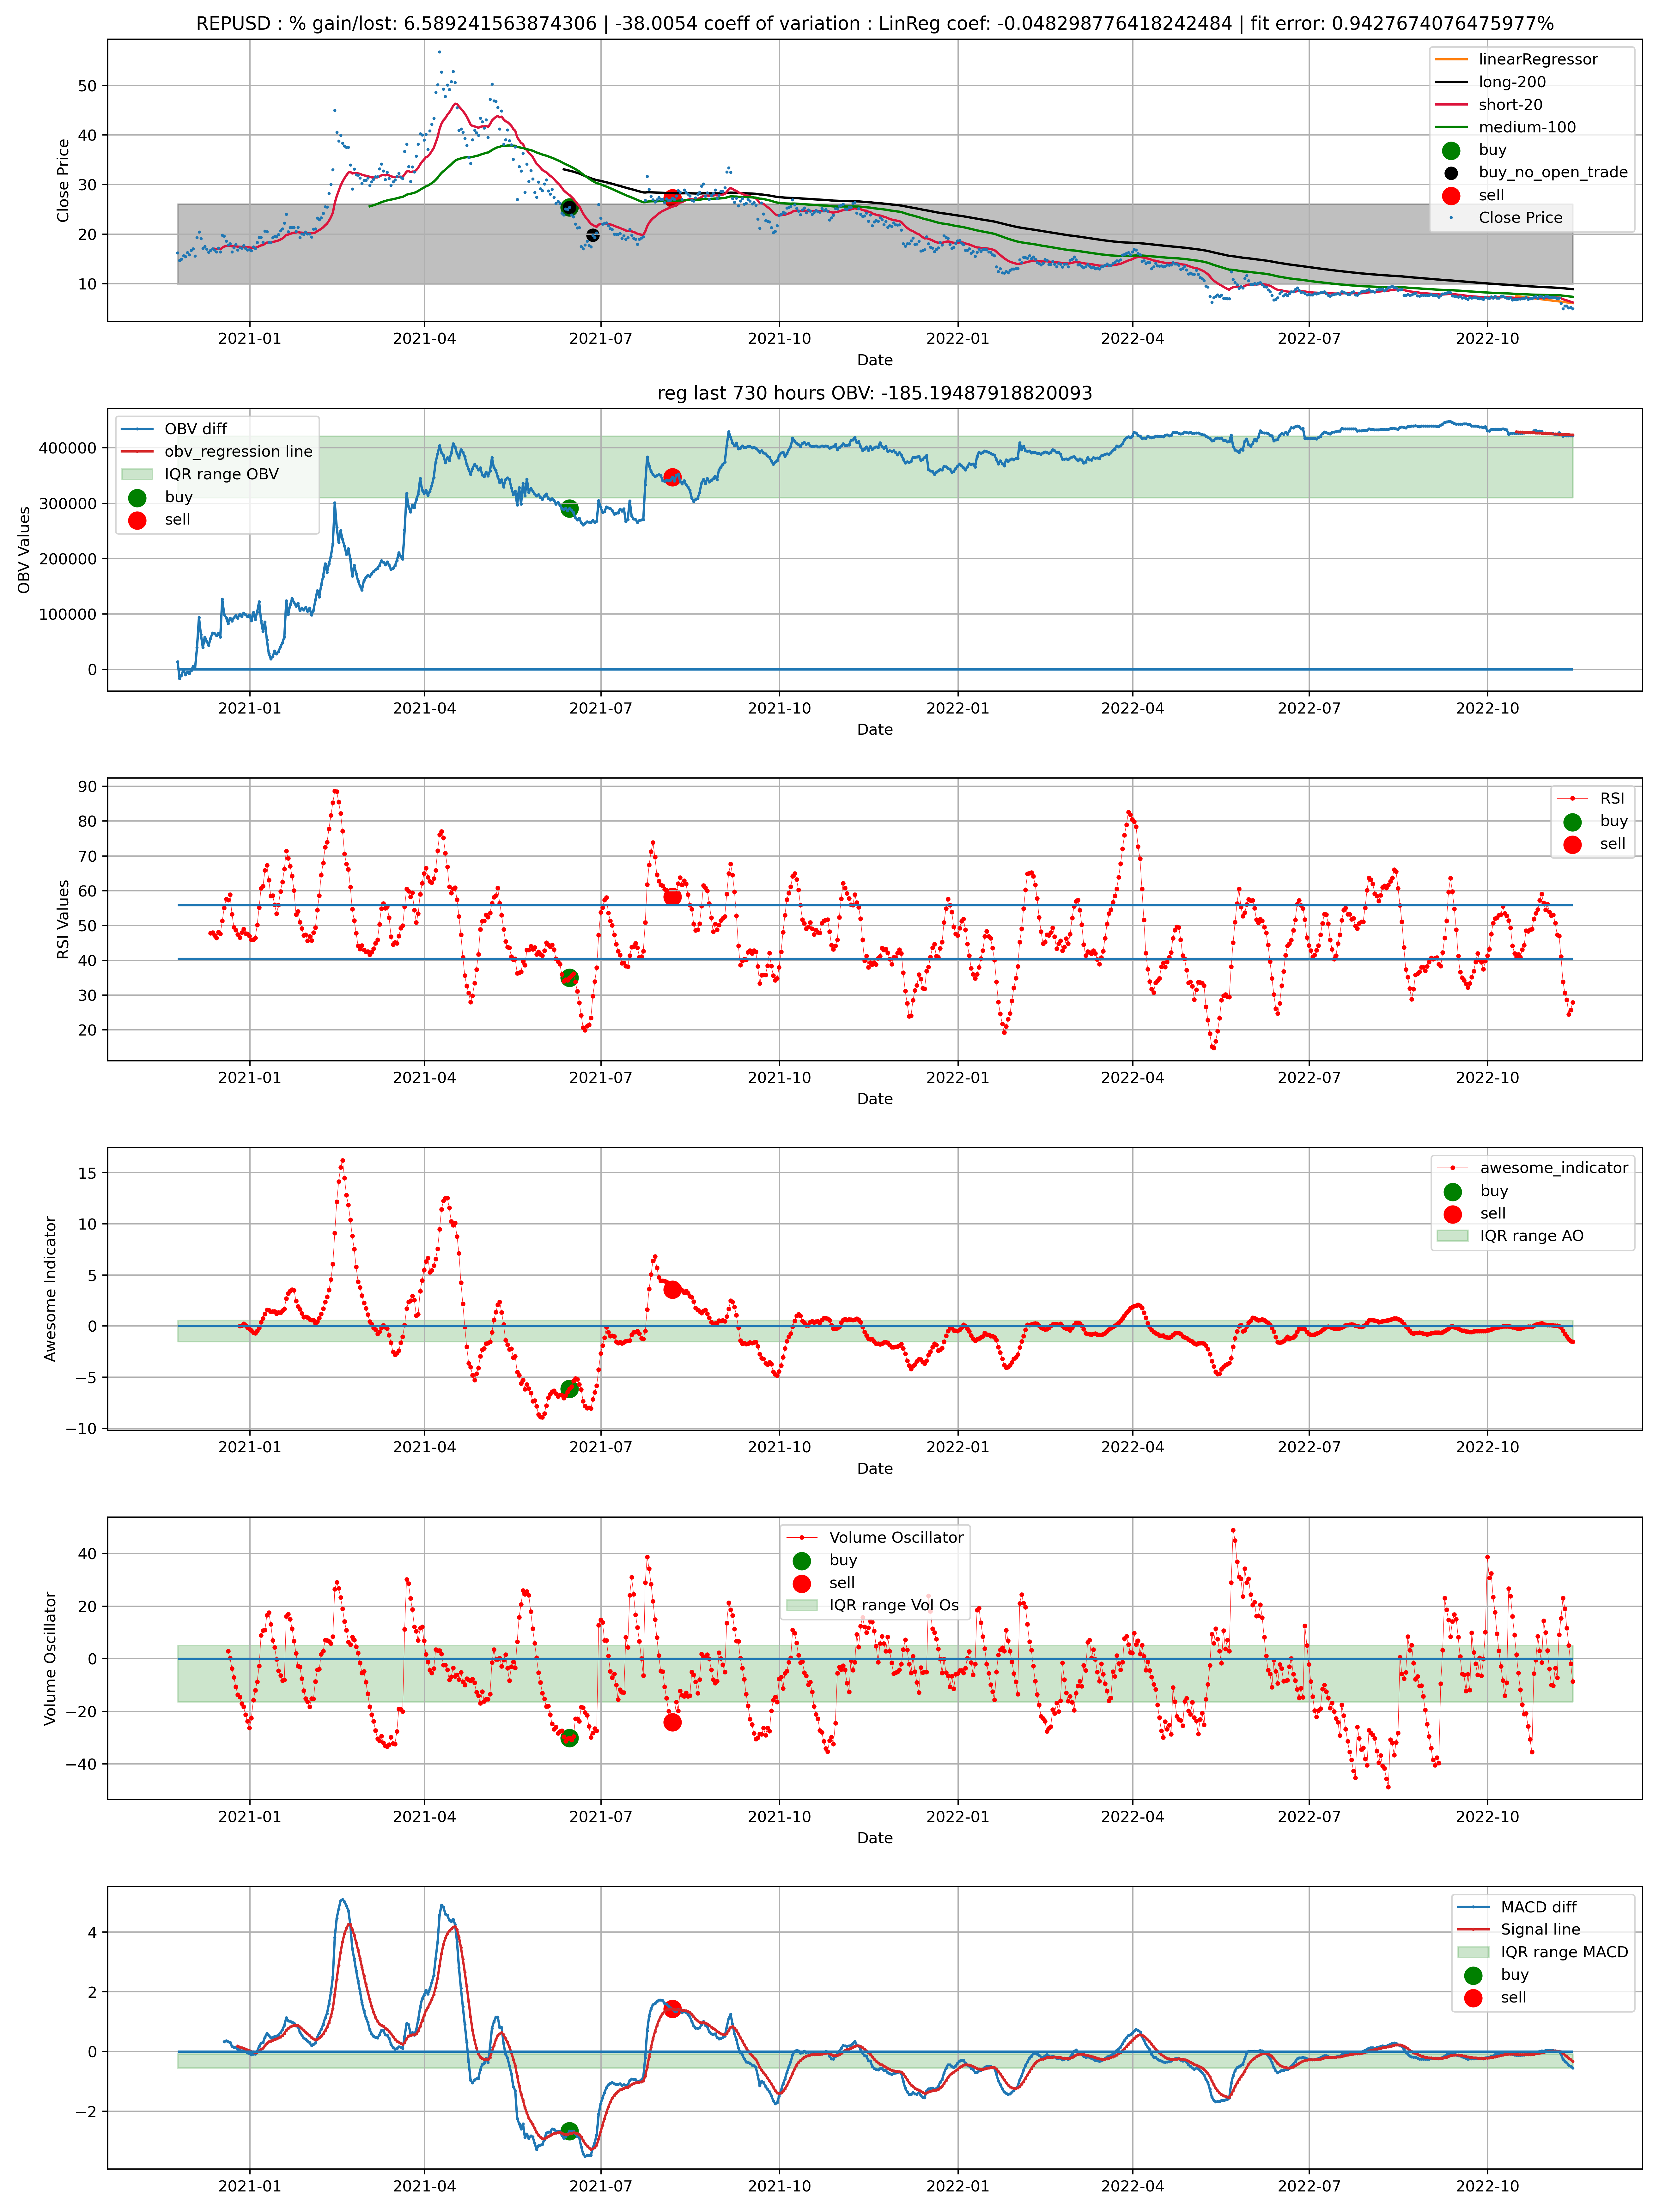 REPUSD : % gain/lost: 6.589241563874306 | -38.0054 coeff of variation : LinReg coef: -0.048298776418242484 | fit error: 0.9427674076475977%
50
40
30
20
10
Close Price
linearRegressor
long-200
short-20
medium-100
buy
buy_no_open_trade
sell
Close Price
2021-01 2021-04 2021-07 2021-10 2022-01 2022-04 2022-07 2022-10
Date
reg last 730 hours OBV: -185.19487918820093
400000
300000
200000
100000
0
OBV Values
OBV diff
obv_regression line
IQR range OBV
buy
sell
2021-01 2021-04 2021-07 2021-10 2022-01 2022-04 2022-07 2022-10
Date
90
80
70
60
50
40
30
20
RSI Values
RSI
buy
sell
2021-01 2021-04 2021-07 2021-10 2022-01 2022-04 2022-07 2022-10
Date
15
10
5
0
−5
−10
Awesome Indicator
awesome_indicator
buy
sell
IQR range AO
2021-01 2021-04 2021-07 2021-10 2022-01 2022-04 2022-07 2022-10
Date
40
20
0
−20
−40
Volume Oscillator
Volume Oscillator
buy
sell
IQR range Vol Os
2021-01 2021-04 2021-07 2021-10 2022-01 2022-04 2022-07 2022-10
Date
4
2
0
−2
MACD diff
Signal line
IQR range MACD
buy
sell
2021-01 2021-04 2021-07 2021-10 2022-01 2022-04 2022-07 2022-10